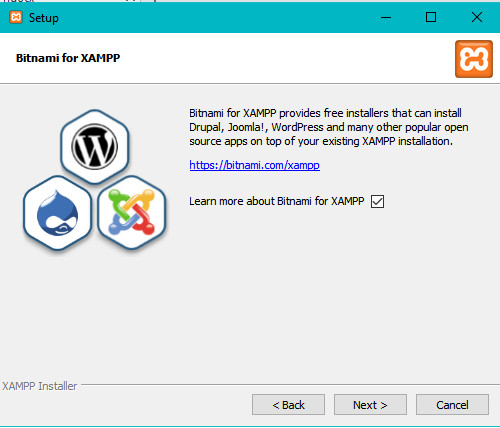 Setup
Bitnami for XAMPP
Bitnami for XAMPP provides free installers that can install
Drupal, Joomla!, WordPress and many other popular open
source apps on top of your existing XAMPP installation.
https://bitnami.com/xampp
Learn more about Bitnami for XAMPP
XAMPP Installer
< Back
Next >
Cancel